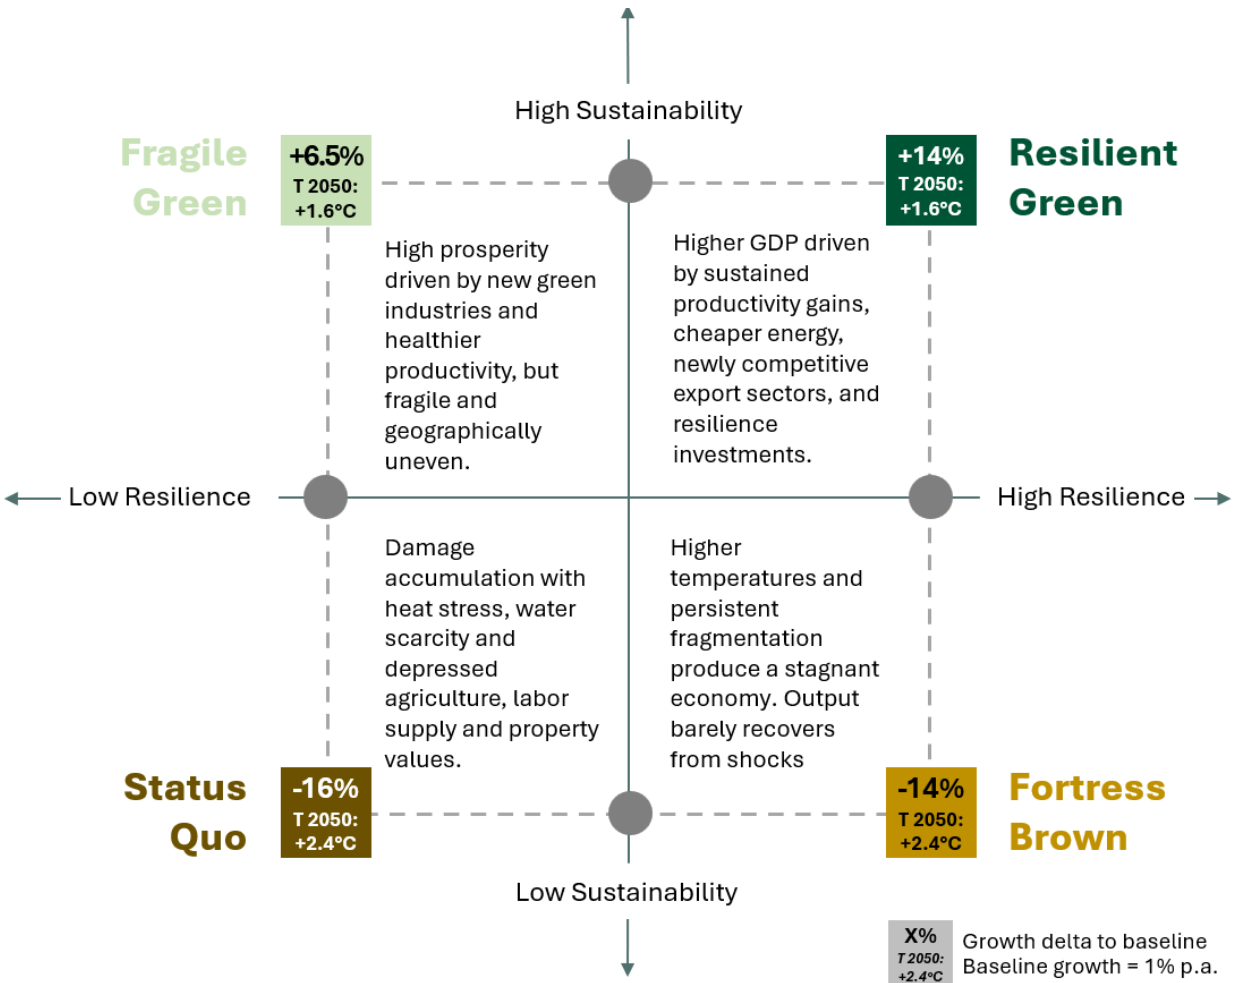 High Sustainability
Fragile
Green
+6.5%
T 2050:
+1.6°C
+14%
T 2050:
+1.6°C
Resilient
Green
High prosperity
driven by new green
industries and
healthier
productivity, but
fragile and
geographically
uneven.
Higher GDP driven
by sustained
productivity gains,
cheaper energy,
newly competitive
export sectors, and
resilience
investments.
Low Resilience
High Resilience
Damage
accumulation with
heat stress, water
scarcity and
depressed
agriculture, labor
supply and property
values.
Higher
temperatures and
persistent
fragmentation
produce a stagnant
economy. Output
barely recovers
from shocks
Status
Quo
-16%
T 2050:
+2.4°C
-14%
T 2050:
+2.4°C
Fortress
Brown
Low Sustainability
X%
T 2050:
+2.4°C
Growth delta to baseline
Baseline growth = 1% p.a.